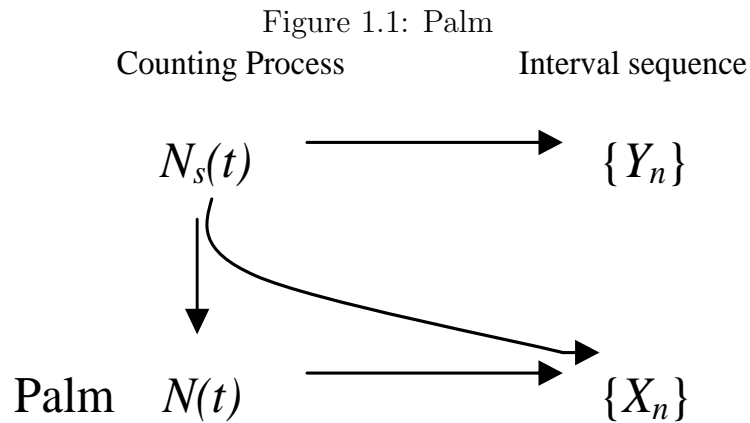 Figure 1.1: Palm
Counting Process Interval sequence
Nₛ(t) {Yₙ}
Palm N(t) {Xₙ}